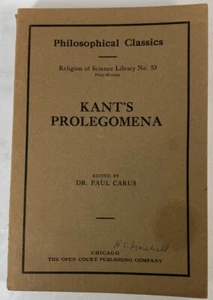 Philosophical Classics
Religion of Science Library No. 53
KANT'S
PROLEGOMENA
EDITED BY
DR. PAUL CARUS
CHICAGO
THE OPEN COURT PUBLISHING COMPANY